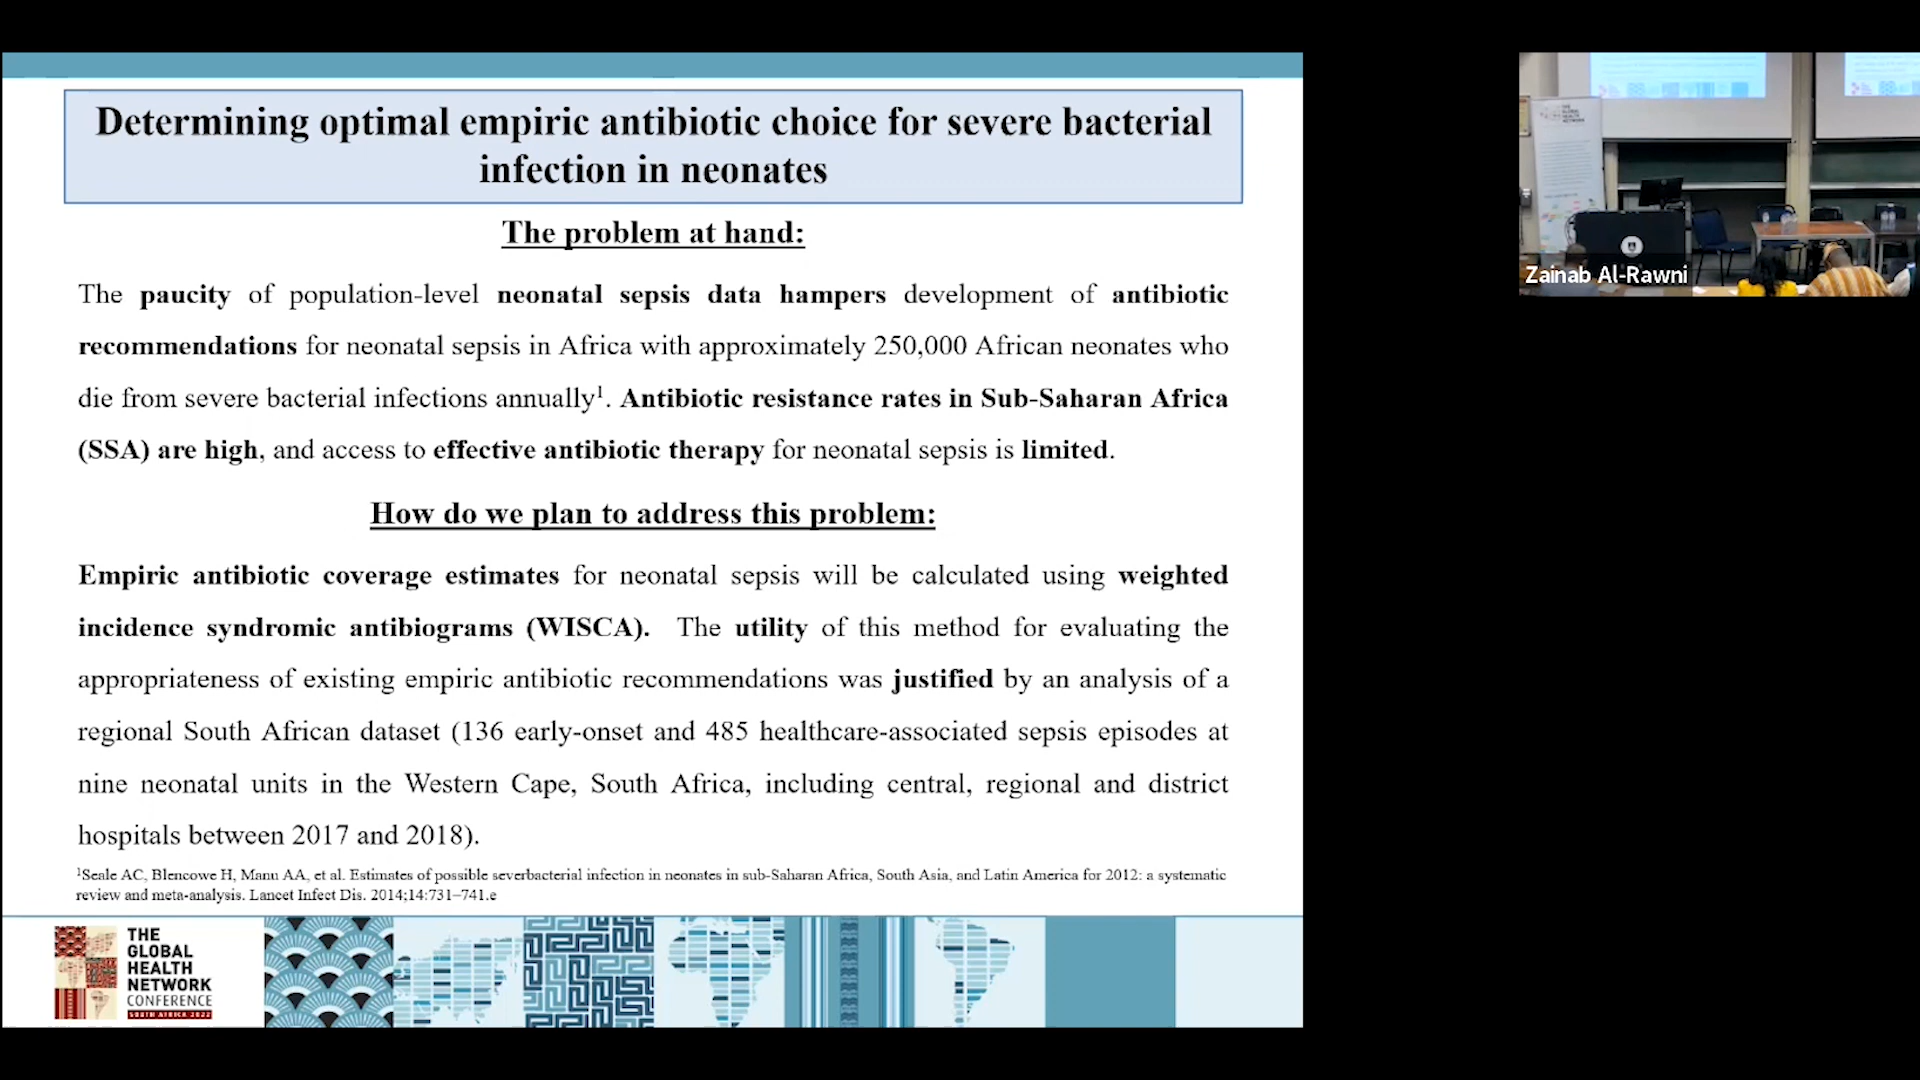 Determining optimal empiric antibiotic choice for severe bacterial
infection in neonates
The problem at hand:
The paucity of population-level neonatal sepsis data hampers development of antibiotic
recommendations for neonatal sepsis in Africa with approximately 250,000 African neonates who
die from severe bacterial infections annually¹. Antibiotic resistance rates in Sub-Saharan Africa
(SSA) are high, and access to effective antibiotic therapy for neonatal sepsis is limited.
How do we plan to address this problem:
Empiric antibiotic coverage estimates for neonatal sepsis will be calculated using weighted
incidence syndromic antibiograms (WISCA). The utility of this method for evaluating the
appropriateness of existing empiric antibiotic recommendations was justified by an analysis of a
regional South African dataset (136 early-onset and 485 healthcare-associated sepsis episodes at
nine neonatal units in the Western Cape, South Africa, including central, regional and district
hospitals between 2017 and 2018).
¹Seale AC, Blencowe H, Manu AA, et al. Estimates of possible severbacterial infection in neonates in sub-Saharan Africa, South Asia, and Latin America for 2012: a systematic
review and meta-analysis. Lancet Infect Dis. 2014;14:731–741.e
THE
GLOBAL
HEALTH
NETWORK
CONFERENCE
SOUTH AFRICA 2022
Zainab Al-Rawni